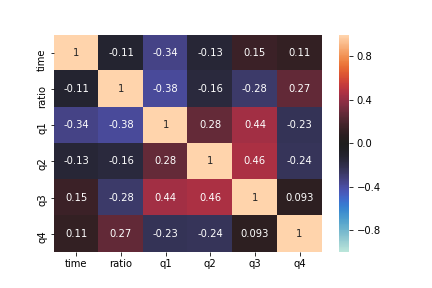 time 1 -0.11 -0.34 -0.13 0.15 0.11
ratio -0.11 1 -0.38 -0.16 -0.28 0.27
q1 -0.34 -0.38 1 0.28 0.44 -0.23
q2 -0.13 -0.16 0.28 1 0.46 -0.24
q3 0.15 -0.28 0.44 0.46 1 0.093
q4 0.11 0.27 -0.23 -0.24 0.093 1
time ratio q1 q2 q3 q4
0.8
0.4
0.0
−0.4
−0.8